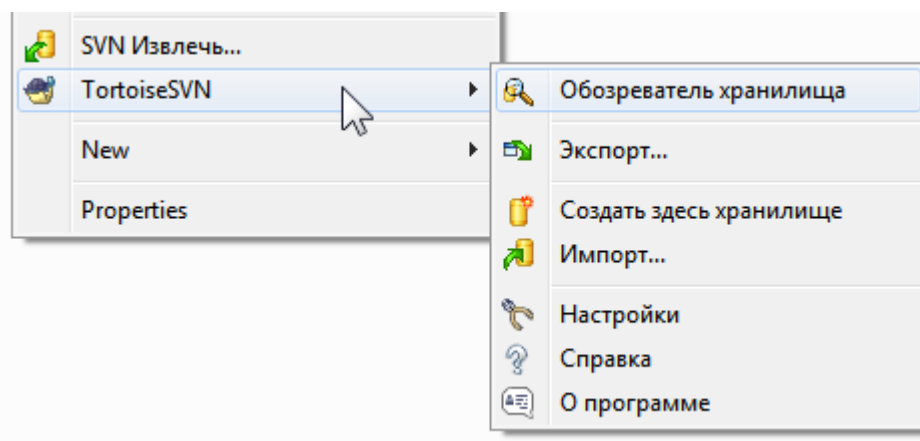 SVN Извлечь...
TortoiseSVN
New
Properties
Обозреватель хранилища
Экспорт...
Создать здесь хранилище
Импорт...
Настройки
Справка
О программе